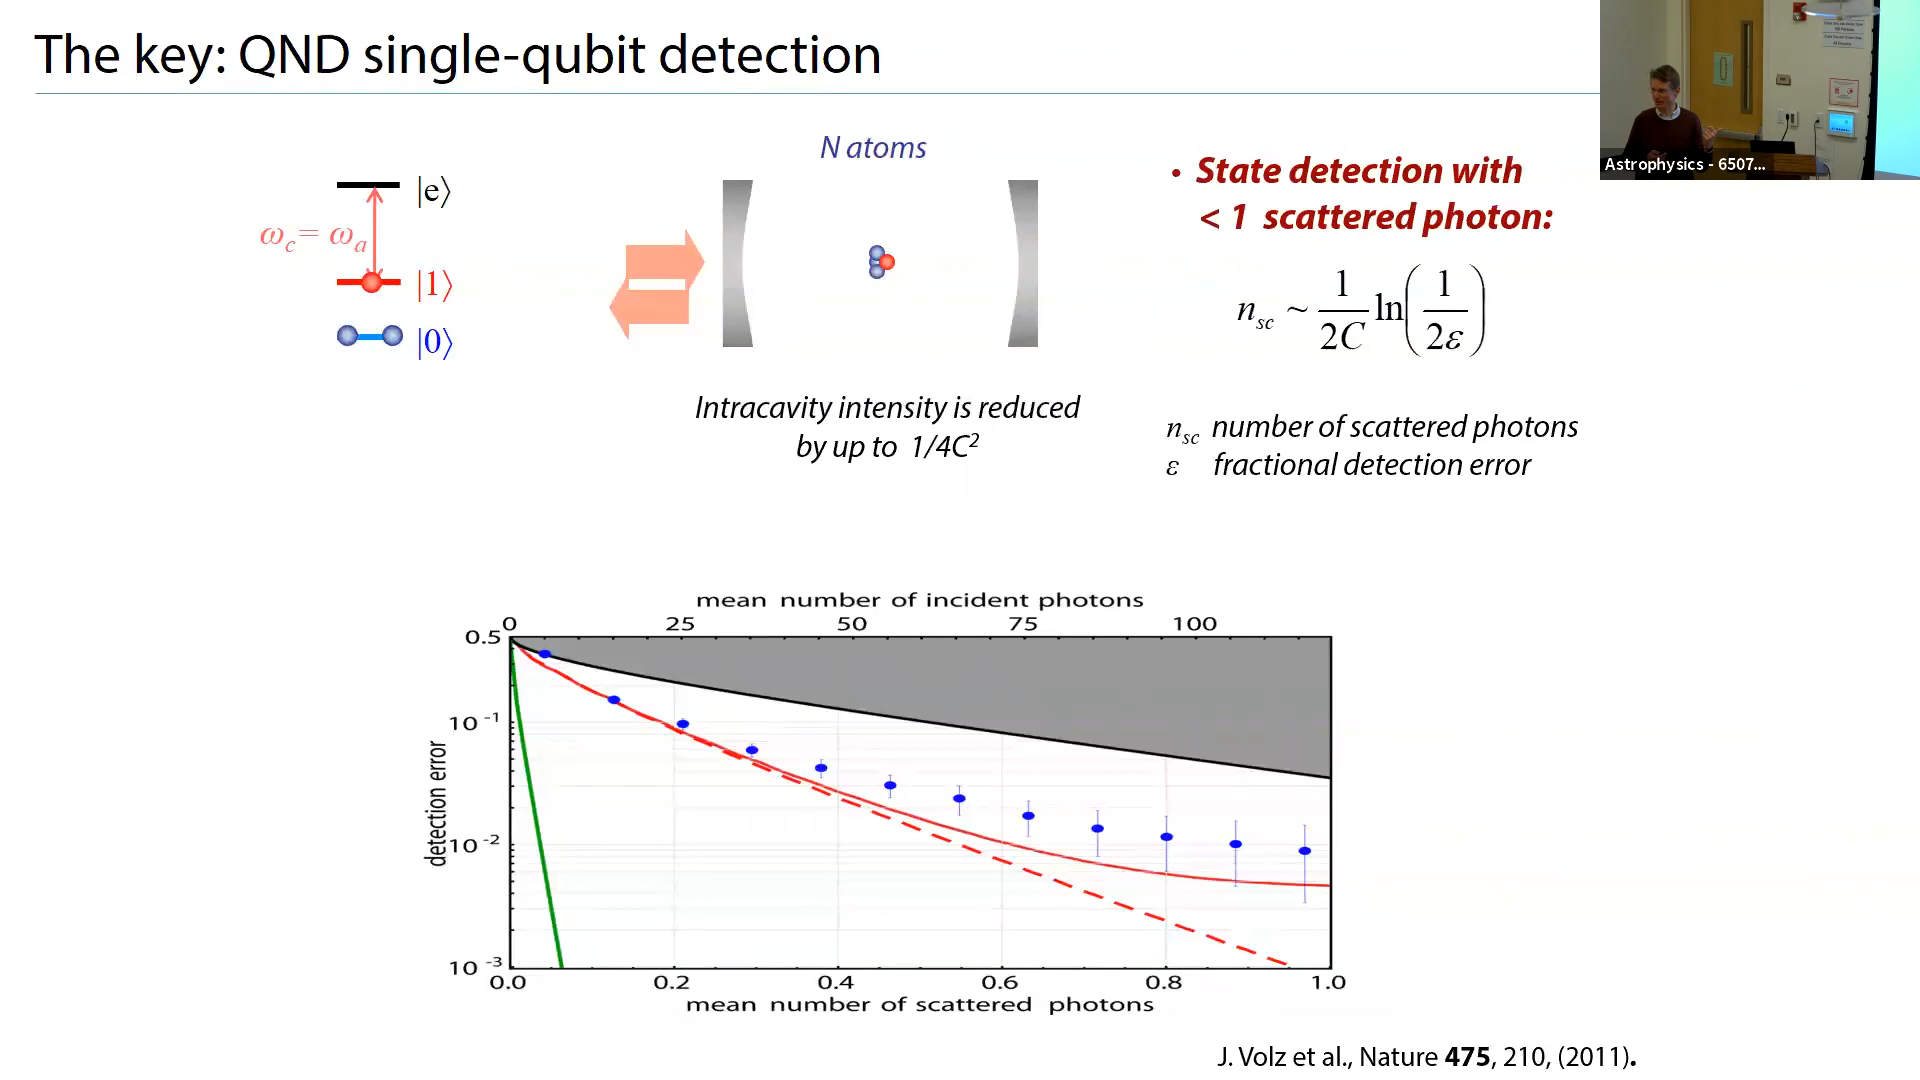 The key: QND single-qubit detection
Astrophysics - 6507...
N atoms
|e⟩
ω_c = ω_a
|1⟩
|0⟩
• State detection with
< 1 scattered photon:
n_sc ~ 1/2C ln(1/2ε)
Intracavity intensity is reduced
by up to 1/4C²
n_sc number of scattered photons
ε fractional detection error
mean number of incident photons
0 25 50 75 100
0.5
10⁻¹
10⁻²
10⁻³
detection error
0.0 0.2 0.4 0.6 0.8 1.0
mean number of scattered photons
J. Volz et al., Nature 475, 210, (2011).